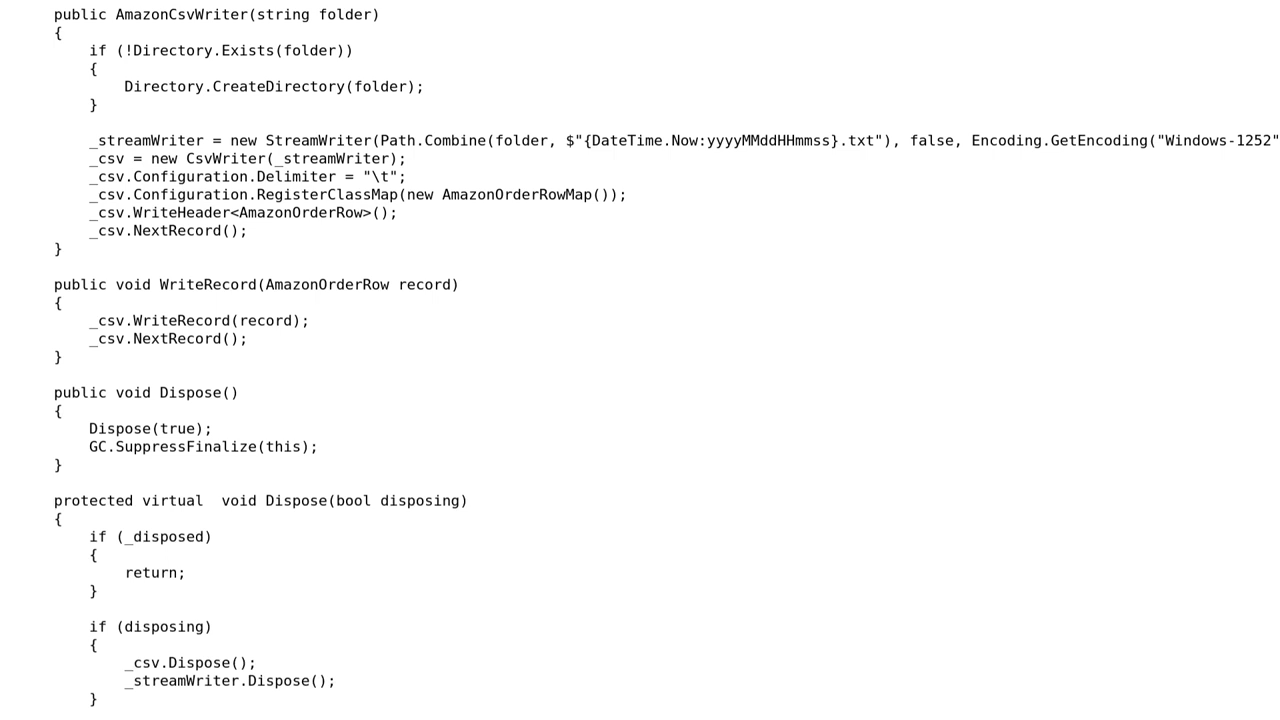 public AmazonCsvWriter(string folder)
{
if (!Directory.Exists(folder))
{
Directory.CreateDirectory(folder);
}
_streamWriter = new StreamWriter(Path.Combine(folder, $"{DateTime.Now:yyyyMMddHHmmss}.txt"), false, Encoding.GetEncoding("Windows-1252"
_csv = new CsvWriter(_streamWriter);
_csv.Configuration.Delimiter = "\t";
_csv.Configuration.RegisterClassMap(new AmazonOrderRowMap());
_csv.WriteHeader<AmazonOrderRow>();
_csv.NextRecord();
}
public void WriteRecord(AmazonOrderRow record)
{
_csv.WriteRecord(record);
_csv.NextRecord();
}
public void Dispose()
{
Dispose(true);
GC.SuppressFinalize(this);
}
protected virtual  void Dispose(bool disposing)
{
if (_disposed)
{
return;
}
if (disposing)
{
_csv.Dispose();
_streamWriter.Dispose();
}